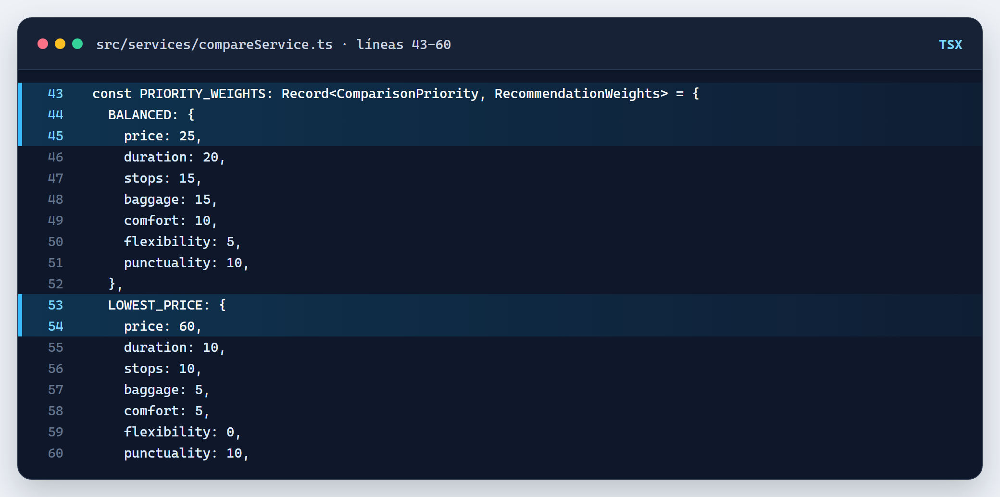 src/services/compareService.ts · líneas 43–60
TSX
43 const PRIORITY_WEIGHTS: Record<ComparisonPriority, RecommendationWeights> = {
44   BALANCED: {
45     price: 25,
46     duration: 20,
47     stops: 15,
48     baggage: 15,
49     comfort: 10,
50     flexibility: 5,
51     punctuality: 10,
52   },
53   LOWEST_PRICE: {
54     price: 60,
55     duration: 10,
56     stops: 10,
57     baggage: 5,
58     comfort: 5,
59     flexibility: 0,
60     punctuality: 10,